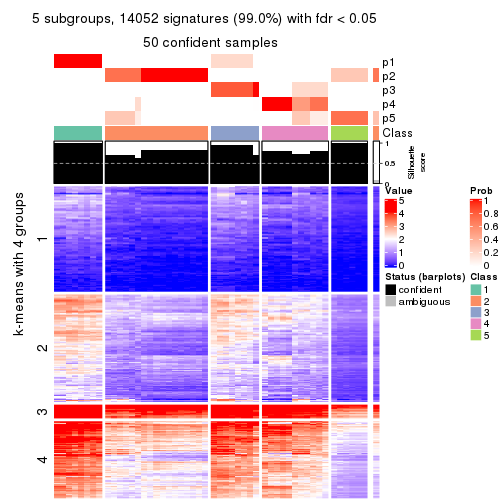 5 subgroups, 14052 signatures (99.0%) with fdr < 0.05
50 confident samples
p1
p2
p3
p4
p5
Class
1
0.5
0
Silhouette
score
k-means with 4 groups
1
2
3
4
Value
5
4
3
2
1
0
Prob
1
0.8
0.6
0.4
0.2
0
Status (barplots)
confident
ambiguous
Class
1
2
3
4
5